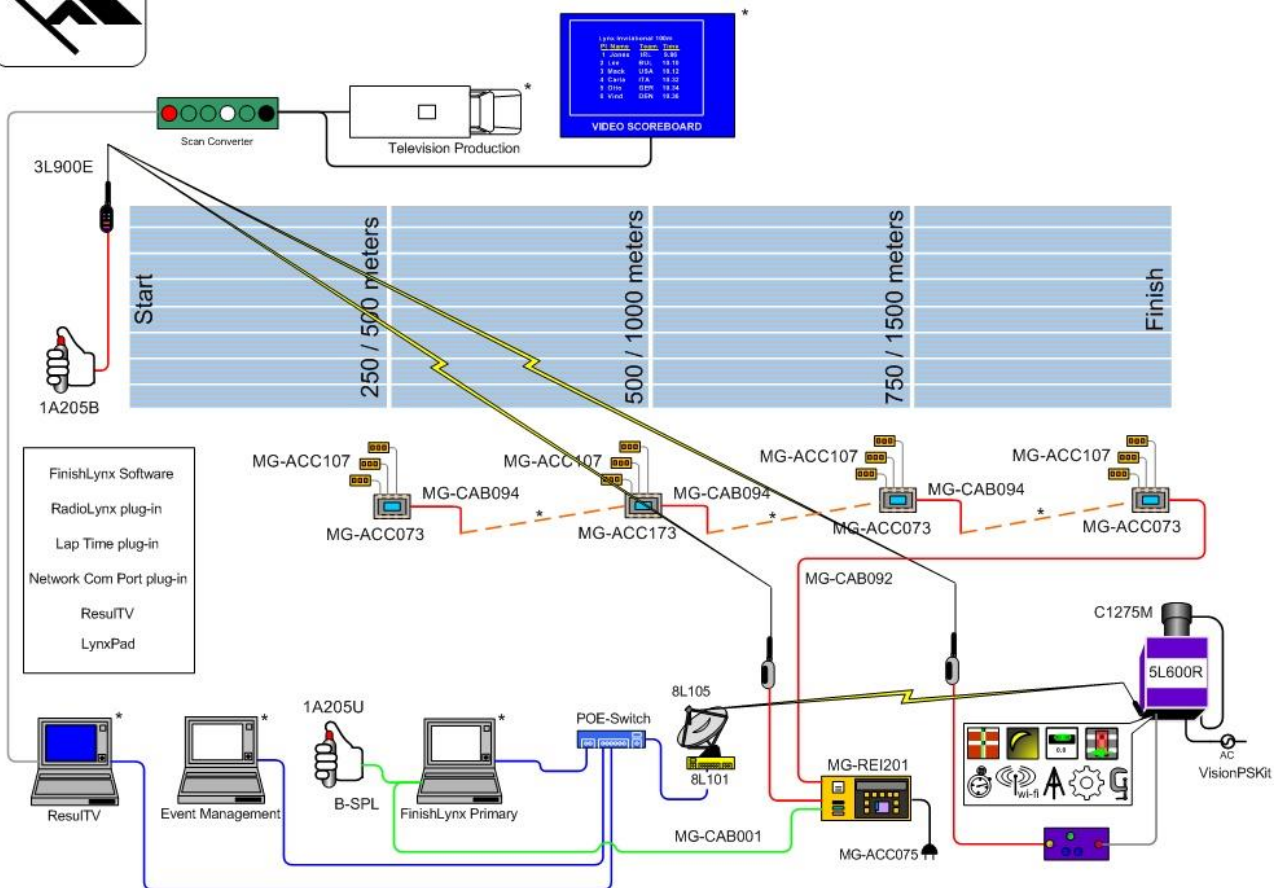 *
Lynx Invitational 100m
Pl Name Team Time
1 Jones IRL 9.86
2 Lee BUL 10.10
3 Mack USA 10.12
4 Carla ITA 10.32
5 Otto GER 10.34
6 Vind DEN 10.36
VIDEO SCOREBOARD
*
Scan Converter
Television Production
3L900E
Start
250 / 500 meters
500 / 1000 meters
750 / 1500 meters
Finish
1A205B
FinishLynx Software
RadioLynx plug-in
Lap Time plug-in
Network Com Port plug-in
ResulTV
LynxPad
MG-ACC107
MG-CAB094
MG-ACC073
*
MG-ACC107
MG-CAB094
MG-ACC173
*
MG-ACC107
MG-CAB094
MG-ACC073
*
MG-ACC107
MG-ACC073
MG-CAB092
C1275M
5L600R
AC
VisionPSKit
0.0
wi-fi
8L105
8L101
POE-Switch
MG-REI201
MG-ACC075
MG-CAB001
1A205U
B-SPL
*
FinishLynx Primary
*
Event Management
*
ResulTV